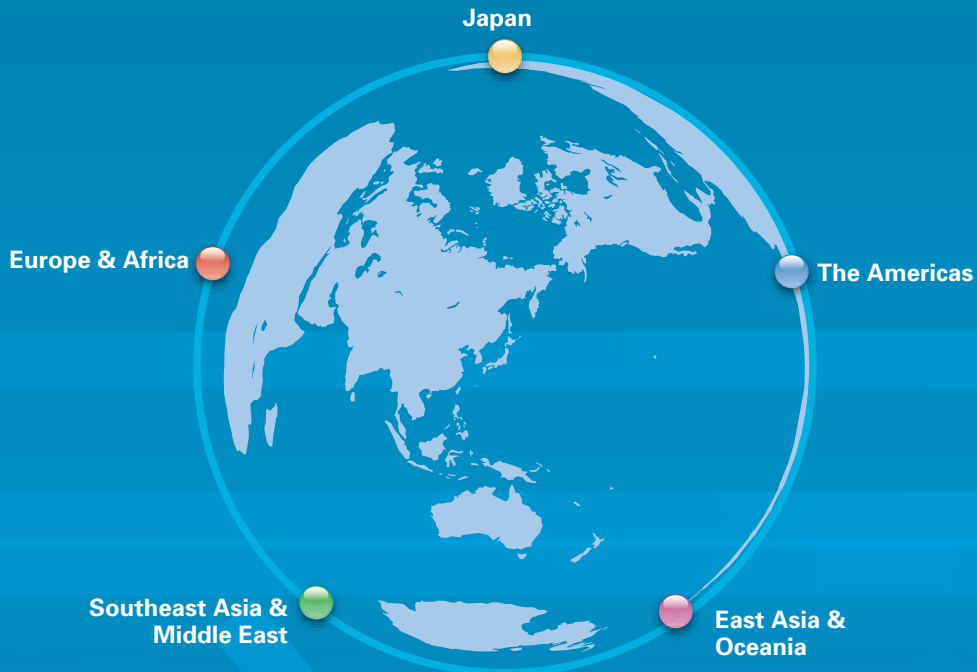 Japan
Europe & Africa
The Americas
Southeast Asia &
Middle East
East Asia &
Oceania